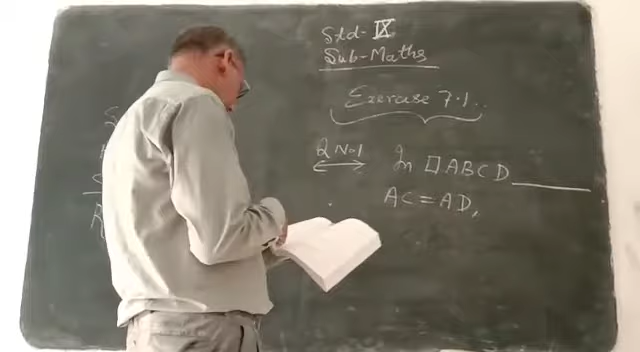 Std-IX
Sub-Maths
Exercise 7.1..
Q N=1 In □ABCD
AC=AD,